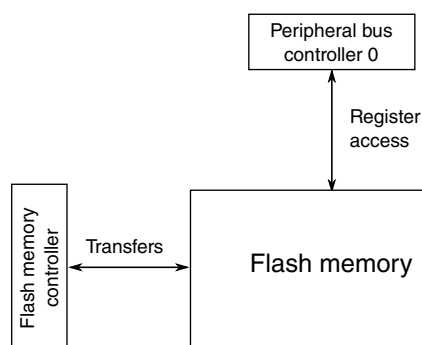 Peripheral bus
controller 0
Register
access
Flash memory
controller
Transfers
Flash memory